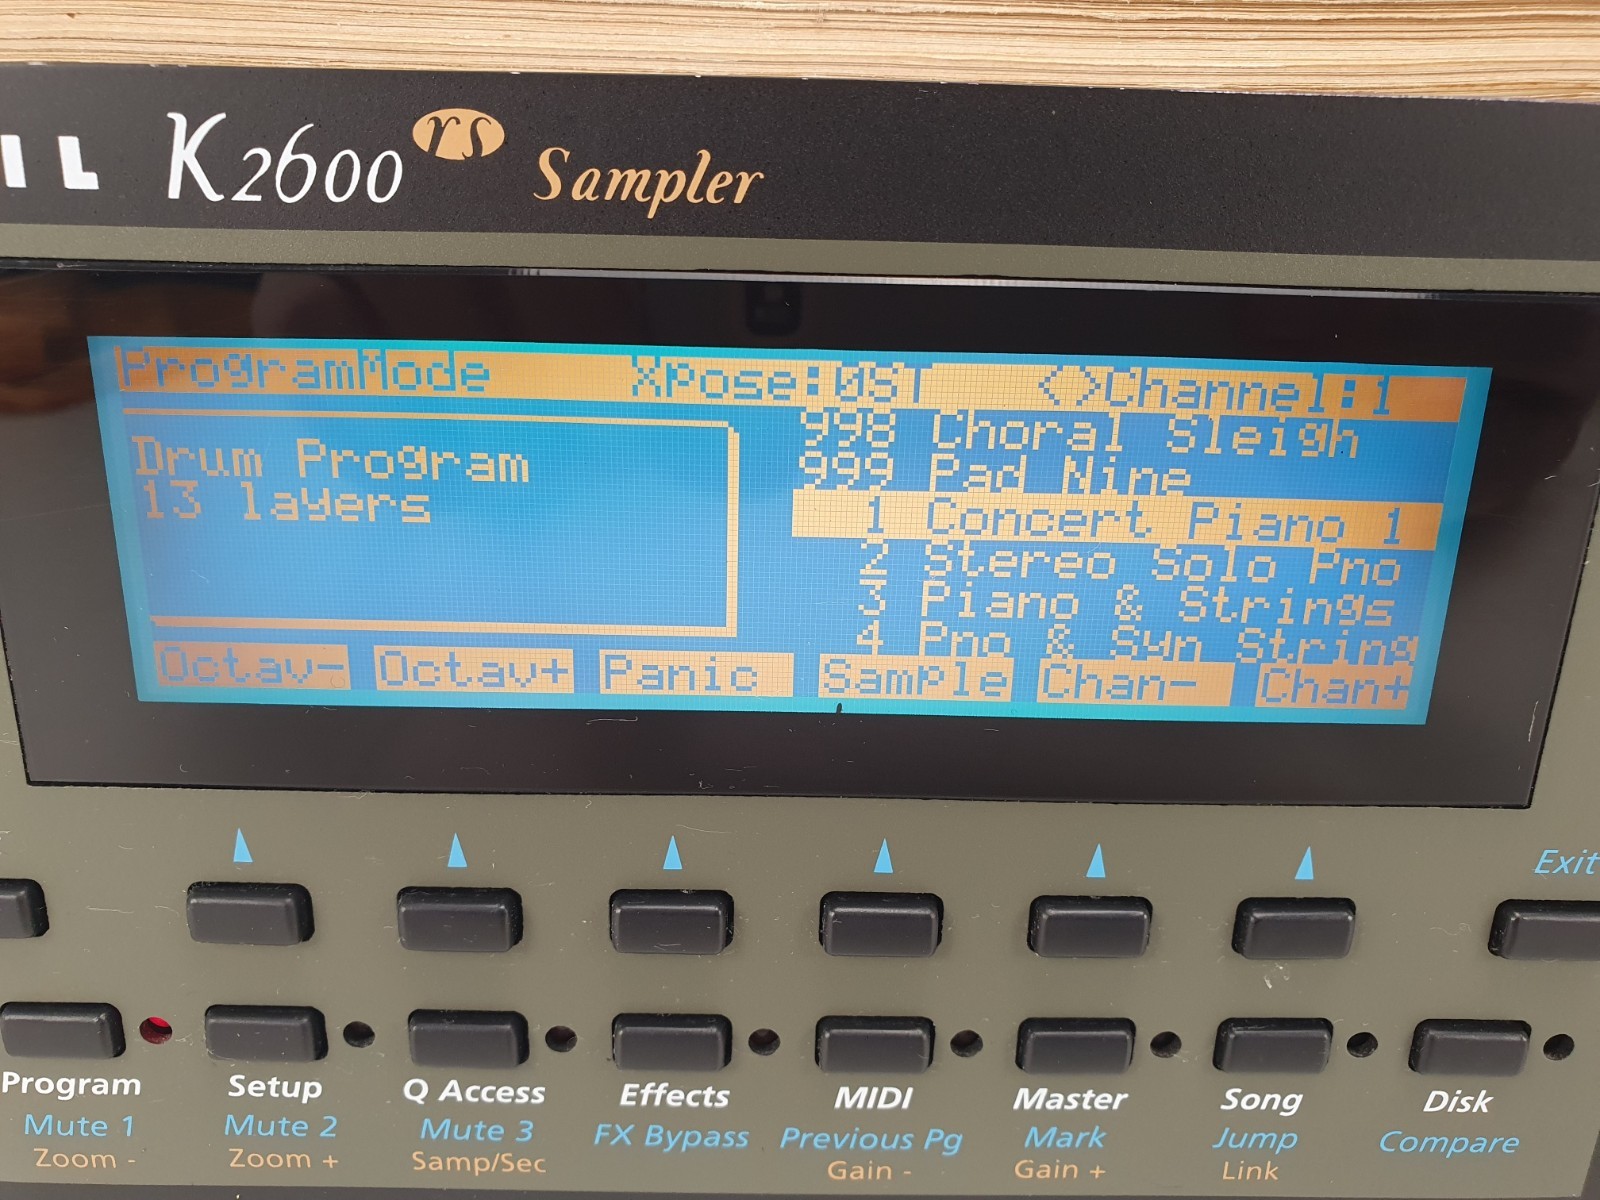 IL K2600 rs Sampler
ProgramMode Xpose:0ST <>Channel:1
998 Choral Sleigh
999 Pad Nine
Drum Program
13 layers
1 Concert Piano 1
2 Stereo Solo Pno
3 Piano & Strings
4 Pno & Syn String
Octav- Octav+ Panic Sample Chan- Chan+
Exit
Program Setup Q Access Effects MIDI Master Song Disk
Mute 1 Mute 2 Mute 3 FX Bypass Previous Pg Mark Jump Compare
Zoom - Zoom + Samp/Sec Gain - Gain + Link